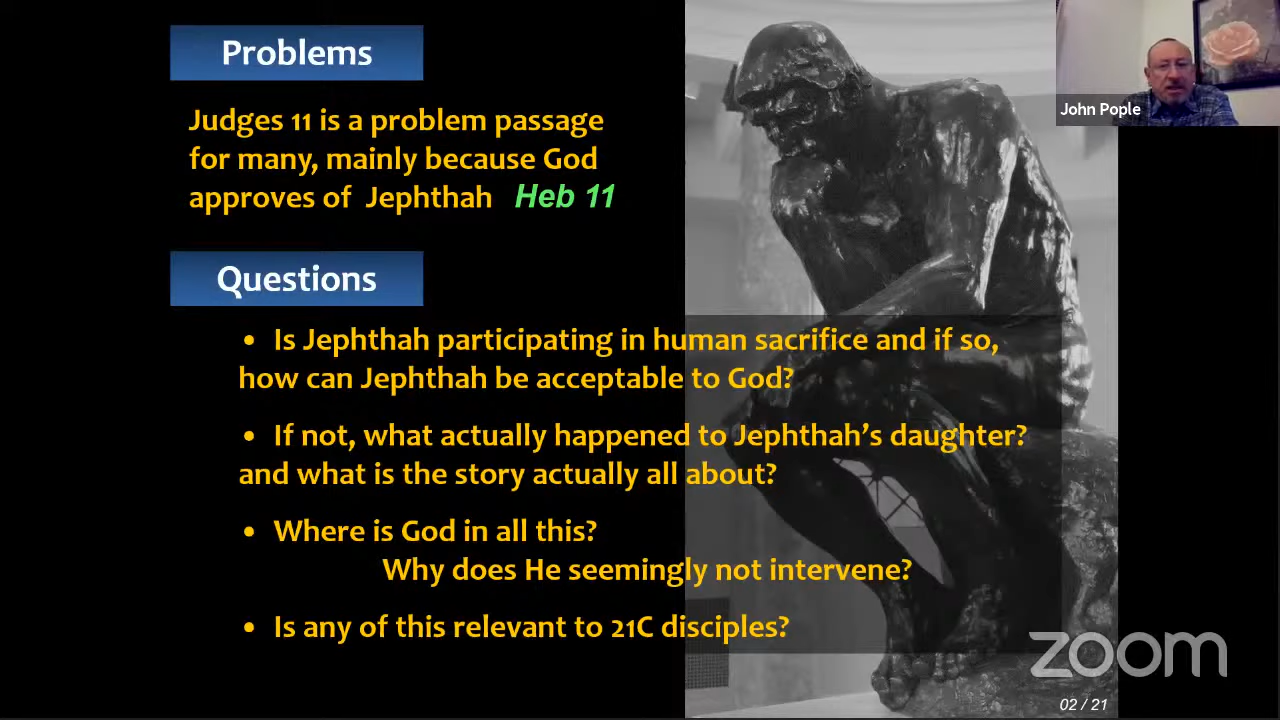 Problems
Judges 11 is a problem passage
for many, mainly because God
approves of Jephthah Heb 11
Questions
• Is Jephthah participating in human sacrifice and if so,
how can Jephthah be acceptable to God?
• If not, what actually happened to Jephthah’s daughter?
and what is the story actually all about?
• Where is God in all this?
Why does He seemingly not intervene?
• Is any of this relevant to 21C disciples?
John Pople
zoom
02 / 21